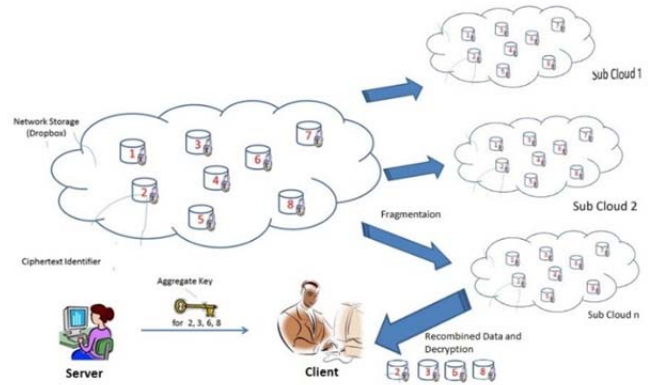 Sub Cloud 1
Network Storage
(Dropbox)
1
3
7
6
2
4
5
8
Sub Cloud 2
Fragmentaion
Ciphertext Identifier
Aggregate Key
for 2, 3, 6, 8
Sub Cloud n
Recombined Data and
Decryption
2 3 6 8
Server
Client